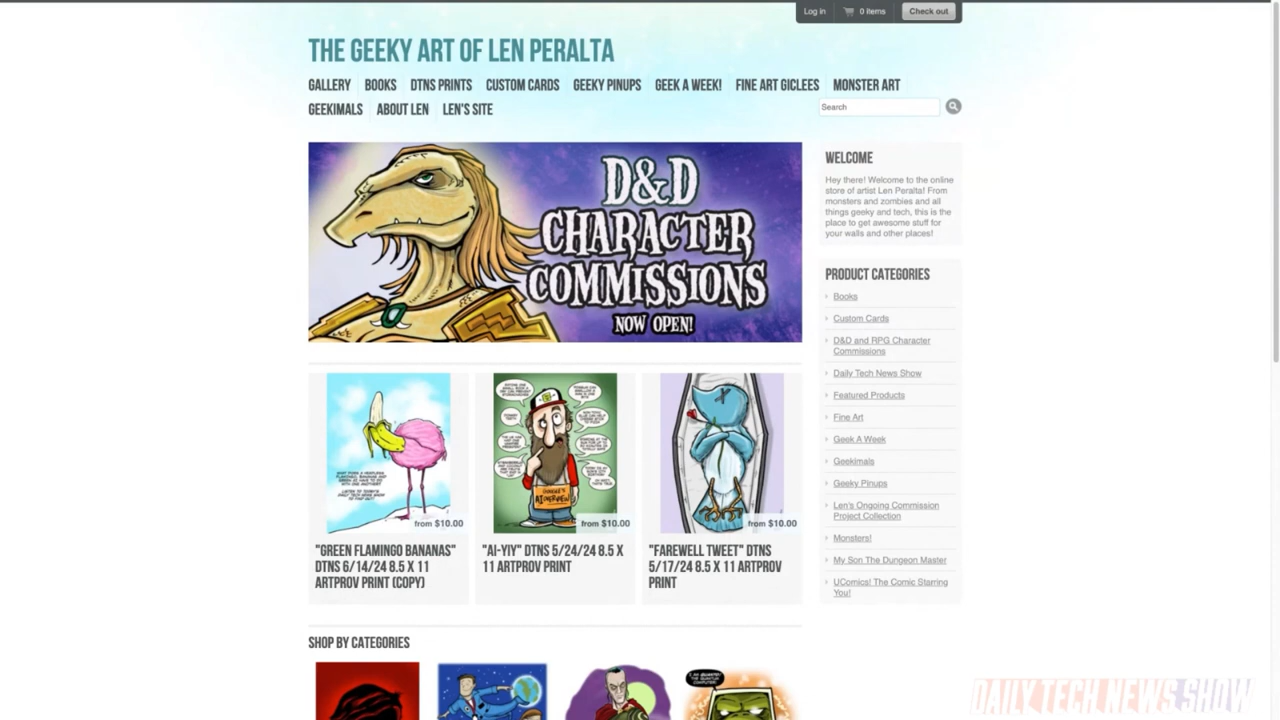 Log in
0 items
Check out
THE GEEKY ART OF LEN PERALTA
GALLERY BOOKS DTNS PRINTS CUSTOM CARDS GEEKY PINUPS GEEK A WEEK! FINE ART GICLEES MONSTER ART
GEEKIMALS ABOUT LEN LEN'S SITE
Search
D&D
CHARACTER
COMMISSIONS
NOW OPEN!
WELCOME
Hey there! Welcome to the online
store of artist Len Peralta! From
monsters and zombies and all
things geeky and tech, this is the
place to get awesome stuff for
your walls and other places!
PRODUCT CATEGORIES
Books
Custom Cards
D&D and RPG Character
Commissions
Daily Tech News Show
Featured Products
Fine Art
Geek A Week
Geekimals
Geeky Pinups
Len's Ongoing Commission
Project Collection
Monsters!
My Son The Dungeon Master
UComics! The Comic Starring
You!
from $10.00
"GREEN FLAMINGO BANANAS"
DTNS 6/14/24 8.5 X 11
ARTPROV PRINT (COPY)
from $10.00
"AI-YIY" DTNS 5/24/24 8.5 X
11 ARTPROV PRINT
from $10.00
"FAREWELL TWEET" DTNS
5/17/24 8.5 X 11 ARTPROV
PRINT
SHOP BY CATEGORIES
DAILY TECH NEWS SHOW